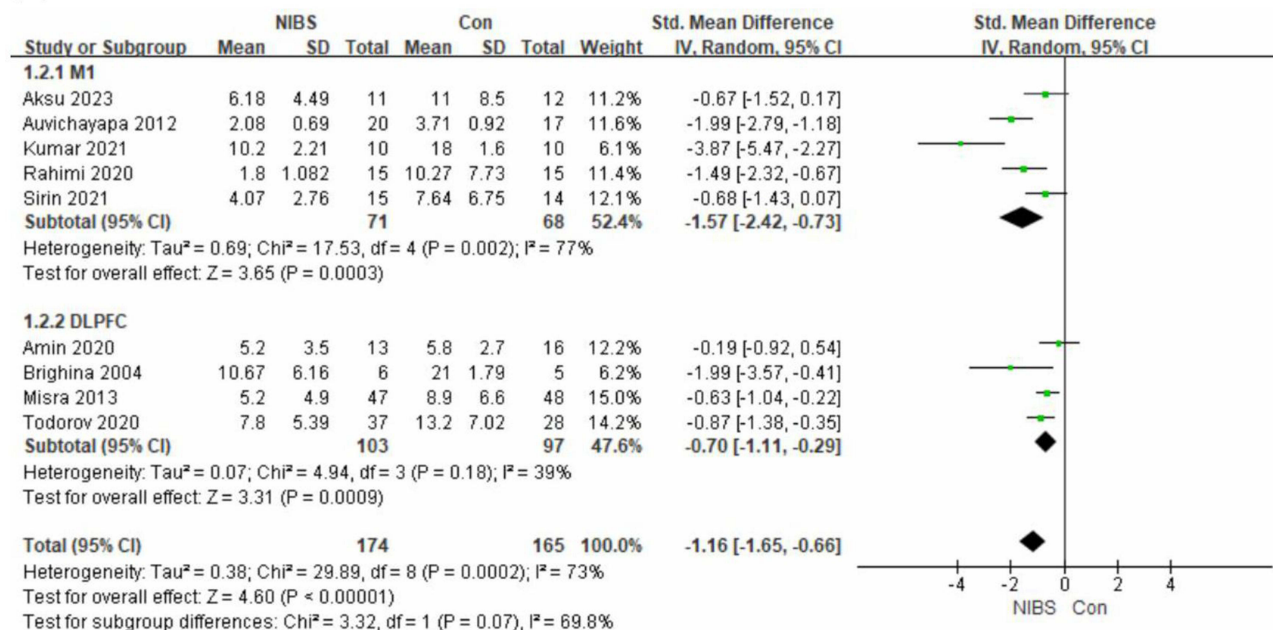 NIBS Con Std. Mean Difference Std. Mean Difference
Study or Subgroup Mean SD Total Mean SD Total Weight IV, Random, 95% CI IV, Random, 95% CI
1.2.1 M1
Aksu 2023 6.18 4.49 11 11 8.5 12 11.2% -0.67 [-1.52, 0.17]
Auvichayapa 2012 2.08 0.69 20 3.71 0.92 17 11.6% -1.99 [-2.79, -1.18]
Kumar 2021 10.2 2.21 10 18 1.6 10 6.1% -3.87 [-5.47, -2.27]
Rahimi 2020 1.8 1.082 15 10.27 7.73 15 11.4% -1.49 [-2.32, -0.67]
Sirin 2021 4.07 2.76 15 7.64 6.75 14 12.1% -0.68 [-1.43, 0.07]
Subtotal (95% CI) 71 68 52.4% -1.57 [-2.42, -0.73]
Heterogeneity: Tau² = 0.69; Chi² = 17.53, df = 4 (P = 0.002); I² = 77%
Test for overall effect: Z = 3.65 (P = 0.0003)
1.2.2 DLPFC
Amin 2020 5.2 3.5 13 5.8 2.7 16 12.2% -0.19 [-0.92, 0.54]
Brighina 2004 10.67 6.16 6 21 1.79 5 6.2% -1.99 [-3.57, -0.41]
Misra 2013 5.2 4.9 47 8.9 6.6 48 15.0% -0.63 [-1.04, -0.22]
Todorov 2020 7.8 5.39 37 13.2 7.02 28 14.2% -0.87 [-1.38, -0.35]
Subtotal (95% CI) 103 97 47.6% -0.70 [-1.11, -0.29]
Heterogeneity: Tau² = 0.07; Chi² = 4.94, df = 3 (P = 0.18); I² = 39%
Test for overall effect: Z = 3.31 (P = 0.0009)
Total (95% CI) 174 165 100.0% -1.16 [-1.65, -0.66]
Heterogeneity: Tau² = 0.38; Chi² = 29.89, df = 8 (P = 0.0002); I² = 73%
Test for overall effect: Z = 4.60 (P < 0.00001)
Test for subgroup differences: Chi² = 3.32, df = 1 (P = 0.07), I² = 69.8%
-4 -2 0 2 4
NIBS Con